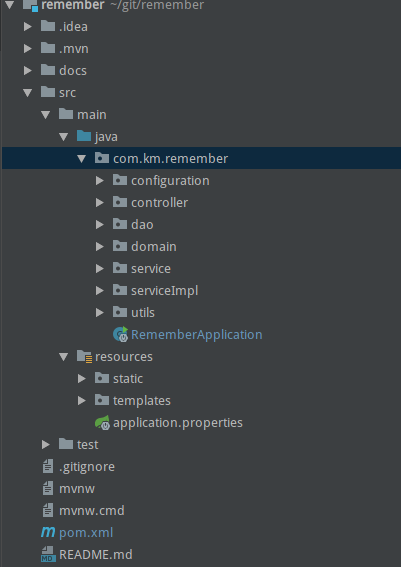 remember ~/git/remember
.idea
.mvn
docs
src
main
java
com.km.remember
configuration
controller
dao
domain
service
serviceImpl
utils
RememberApplication
resources
static
templates
application.properties
test
.gitignore
mvnw
mvnw.cmd
m pom.xml
MD README.md